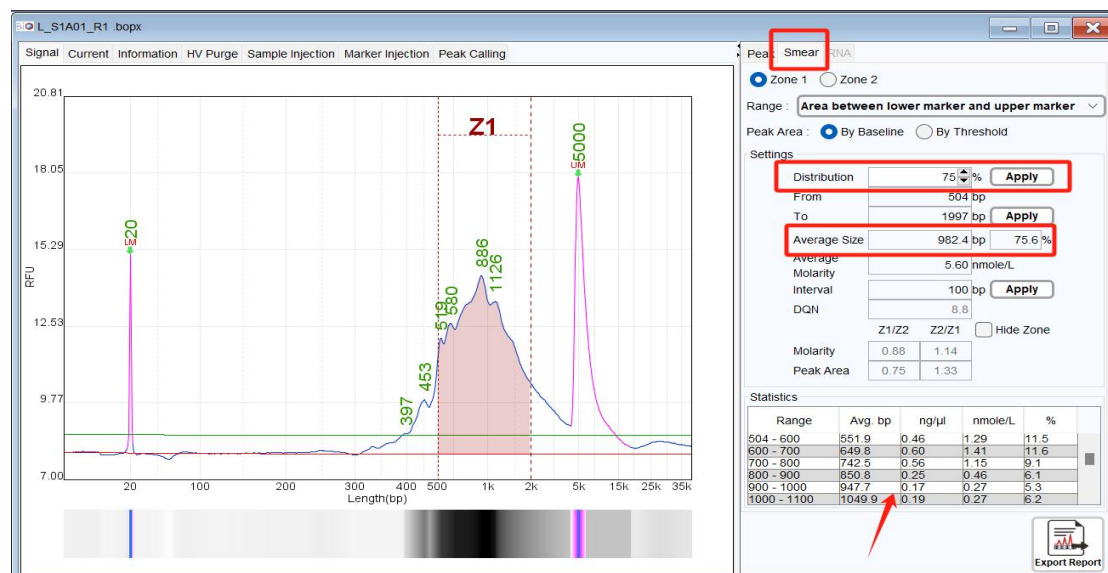 L_S1A01_R1 .bopx
Signal Current Information HV Purge Sample Injection Marker Injection Peak Calling
Peak Smear RNA
Zone 1 Zone 2
Range : Area between lower marker and upper marker
Peak Area : By Baseline By Threshold
Settings
Distribution 75 % Apply
From 504 bp
To 1997 bp Apply
Average Size 982.4 bp 75.6 %
Average Molarity 5.60 nmole/L
Interval 100 bp Apply
DQN 8.8
Z1/Z2 Z2/Z1 Hide Zone
Molarity 0.88 1.14
Peak Area 0.75 1.33
Statistics
Range Avg. bp ng/µl nmole/L %
504 - 600 551.9 0.46 1.29 11.5
600 - 700 649.8 0.60 1.41 11.6
700 - 800 742.5 0.56 1.15 9.1
800 - 900 850.8 0.25 0.46 6.1
900 - 1000 947.7 0.17 0.27 5.3
1000 - 1100 1049.9 0.19 0.27 6.2
Export Report
20.81
18.05
15.29
12.53
9.77
7.00
RFU
Z1
20
LM
397
453
519
580
886
1126
5000
UM
20 100 200 300 400 500 1k 2k 5k 15k 25k 35k
Length(bp)